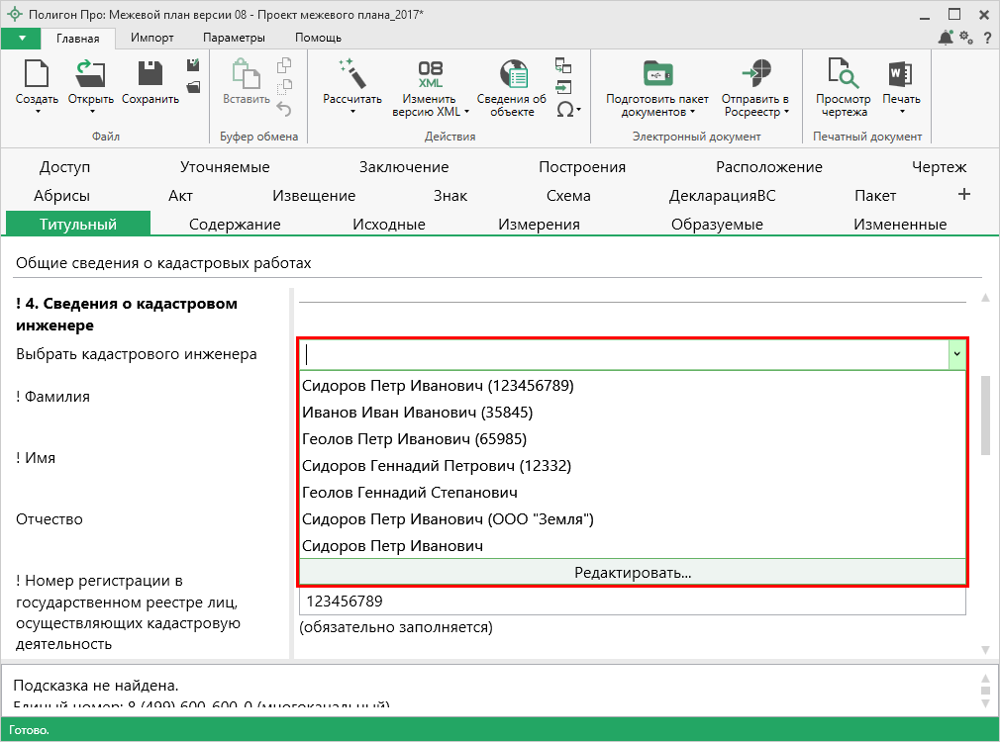 Полигон Про: Межевой план версии 08 - Проект межевого плана_2017*
Главная Импорт Параметры Помощь
?
Создать Открыть Сохранить
Файл
Вставить
Буфер обмена
Рассчитать
08 XML
Изменить
версию XML
Сведения об
объекте
Ω
Действия
Подготовить пакет
документов
Отправить в
Росреестр
Электронный документ
Просмотр
чертежа
W
Печать
Печатный документ
Доступ Уточняемые Заключение Построения Расположение Чертеж
Абрисы Акт Извещение Знак Схема ДекларацияВС Пакет +
Титульный Содержание Исходные Измерения Образуемые Измененные
Общие сведения о кадастровых работах
! 4. Сведения о кадастровом
инженере
Выбрать кадастрового инженера
Сидоров Петр Иванович (123456789)
! Фамилия
Иванов Иван Иванович (35845)
Геолов Петр Иванович (65985)
! Имя
Сидоров Геннадий Петрович (12332)
Геолов Геннадий Степанович
Отчество
Сидоров Петр Иванович (ООО "Земля")
Сидоров Петр Иванович
Редактировать...
! Номер регистрации в
государственном реестре лиц,
осуществляющих кадастровую
деятельность
123456789
(обязательно заполняется)
Подсказка не найдена.
Единый номер: 8 (499) 600-600-0 (многоканальный)
Готово.